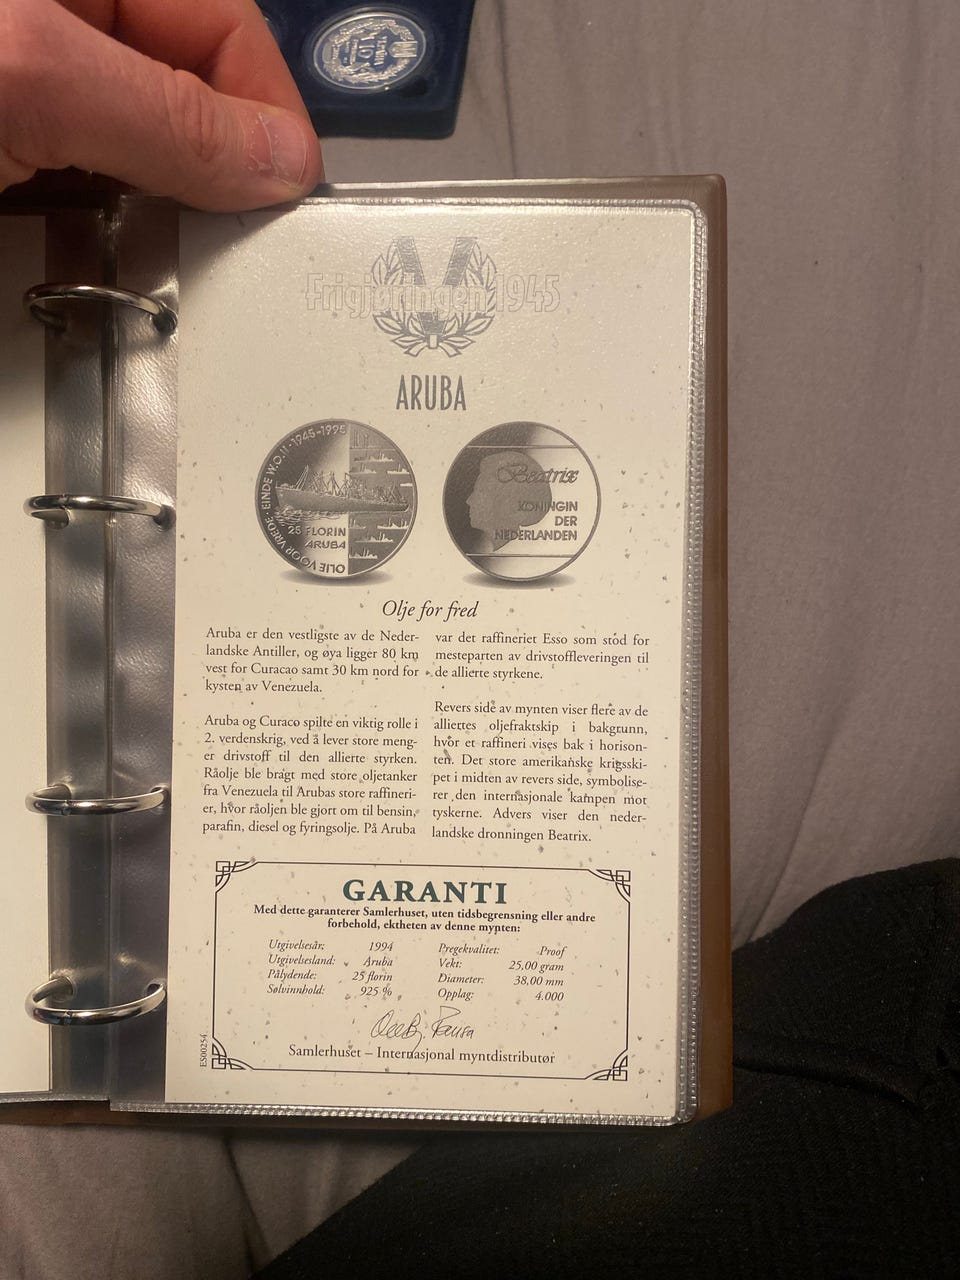 Frigjøringen 1945
ARUBA
OLIE VOOR VREDE · EINDE W.O.II · 1945-1995
25 FLORIN
ARUBA
Beatrix
KONINGIN
DER
NEDERLANDEN
Olje for fred
Aruba er den vestligste av de Neder-
landske Antiller, og øya ligger 80 km
vest for Curacao samt 30 km nord for
kysten av Venezuela.
Aruba og Curaco spilte en viktig rolle i
2. verdenskrig, ved å lever store meng-
er drivstoff til den allierte styrken.
Råolje ble bragt med store oljetanker
fra Venezuela til Arubas store raffineri-
er, hvor råoljen ble gjort om til bensin,
parafin, diesel og fyringsolje. På Aruba
var det raffineriet Esso som stod for
mesteparten av drivstoffleveringen til
de allierte styrkene.
Revers side av mynten viser flere av de
alliertes oljefraktskip i bakgrunn,
hvor et raffineri vises bak i horison-
ten. Det store amerikanske krigsski-
pet i midten av revers side, symbolise-
rer den internasjonale kampen mot
tyskerne. Advers viser den neder-
landske dronningen Beatrix.
GARANTI
Med dette garanterer Samlerhuset, uten tidsbegrensning eller andre
forbehold, ektheten av denne mynten:
Utgivelsesår: 1994
Utgivelsesland: Aruba
Pålydende: 25 florin
Sølvinnhold: 925 %
Pregekvalitet: Proof
Vekt: 25,00 gram
Diameter: 38,00 mm
Opplag: 4.000
Samlerhuset – Internasjonal myntdistributør
ES00254